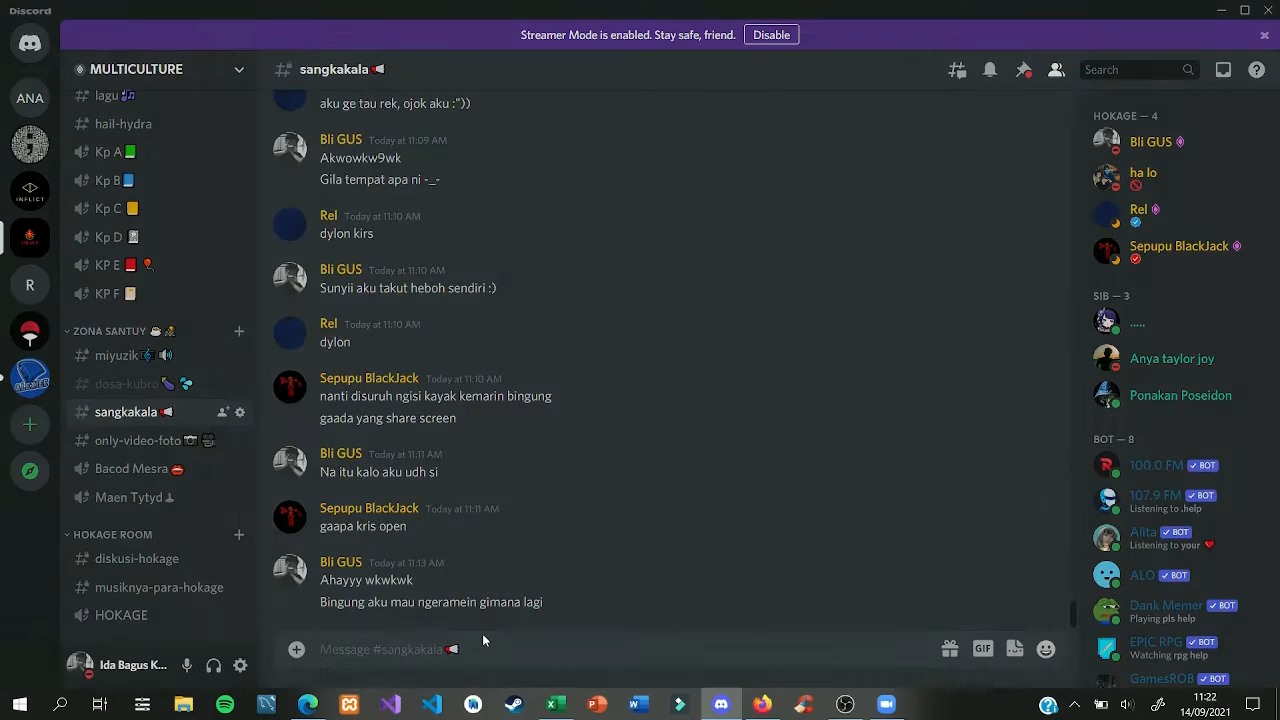 Discord
Streamer Mode is enabled. Stay safe, friend. Disable
MULTICULTURE
sangkakala
Search
ANA
INFLICT
R
lagu
hail-hydra
Kp A
Kp B
Kp C
Kp D
KP E
KP F
ZONA SANTUY
miyuzik
dosa-kubro
sangkakala
only-video-foto
Bacod Mesra
Maen Tytyd
HOKAGE ROOM
diskusi-hokage
musiknya-para-hokage
HOKAGE
Ida Bagus K...
aku ge tau rek, ojok aku :"))
Bli GUS Today at 11:09 AM
Akwowkw9wk
Gila tempat apa ni -_-
Rel Today at 11:10 AM
dylon kirs
Bli GUS Today at 11:10 AM
Sunyii aku takut heboh sendiri :)
Rel Today at 11:10 AM
dylon
Sepupu BlackJack Today at 11:10 AM
nanti disuruh ngisi kayak kemarin bingung
gaada yang share screen
Bli GUS Today at 11:11 AM
Na itu kalo aku udh si
Sepupu BlackJack Today at 11:11 AM
gaapa kris open
Bli GUS Today at 11:13 AM
Ahayyy wkwkwk
Bingung aku mau ngeramein gimana lagi
Message #sangkakala
GIF
HOKAGE — 4
Bli GUS
ha lo
Rel
Sepupu BlackJack
SIB — 3
.....
Anya taylor joy
Ponakan Poseidon
BOT — 8
100.0 FM BOT
107.9 FM BOT
Listening to .help
Alita BOT
Listening to your
ALO BOT
Dank Memer BOT
Playing pls help
EPIC RPG BOT
Watching rpg help
GamesROB BOT
11:22
14/09/2021